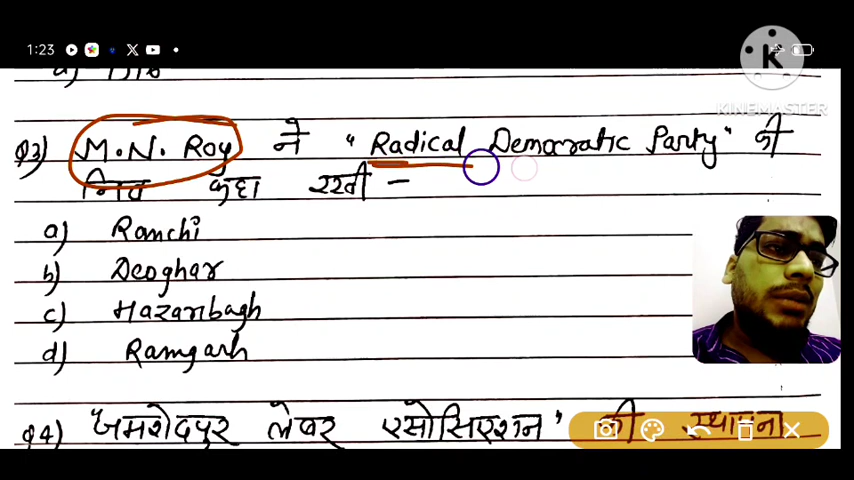 1:23
KINEMASTER
Q3) M.N. Roy ने "Radical Democratic Party" की
निव कहा रखी -
a) Ranchi
b) Deoghar
c) Hazaribagh
d) Ramgarh
Q4) "जमशेदपुर लेबर एसोसिएशन" की स्थापना